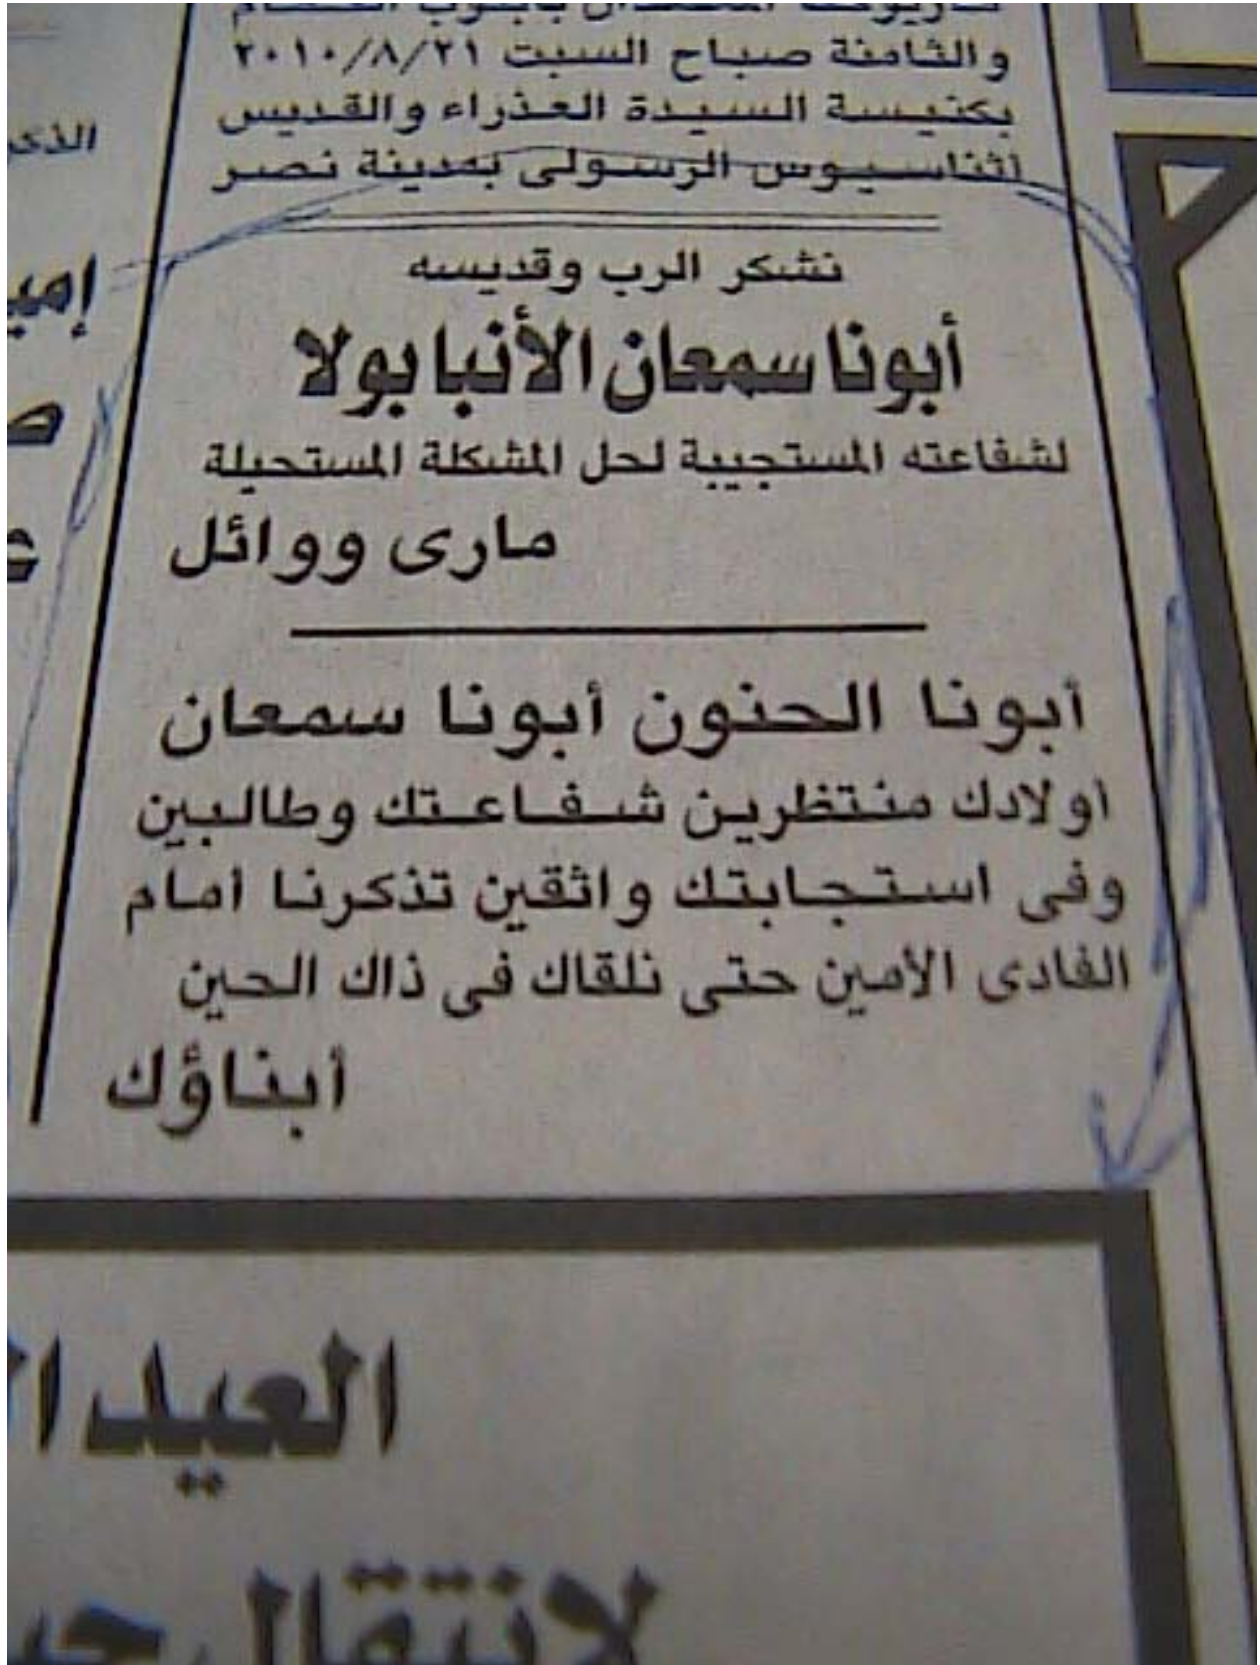 والثامنة صباح السبت ٢٠١٠/٨/٢١
بكنيسة السيدة العذراء والقديس
اثناسيوس الرسولى بمدينة نصر
نشكر الرب وقديسه
أبونا سمعان الأنبا بولا
لشفاعته المستجيبة لحل المشكلة المستحيلة
مارى ووائل
أبونا الحنون أبونا سمعان
اولادك منتظرين شفاعتك وطالبين
وفى استجابتك واثقين تذكرنا امام
الفادى الأمين حتى نلقاك فى ذاك الحين
أبناؤك
العيد
لانتقال